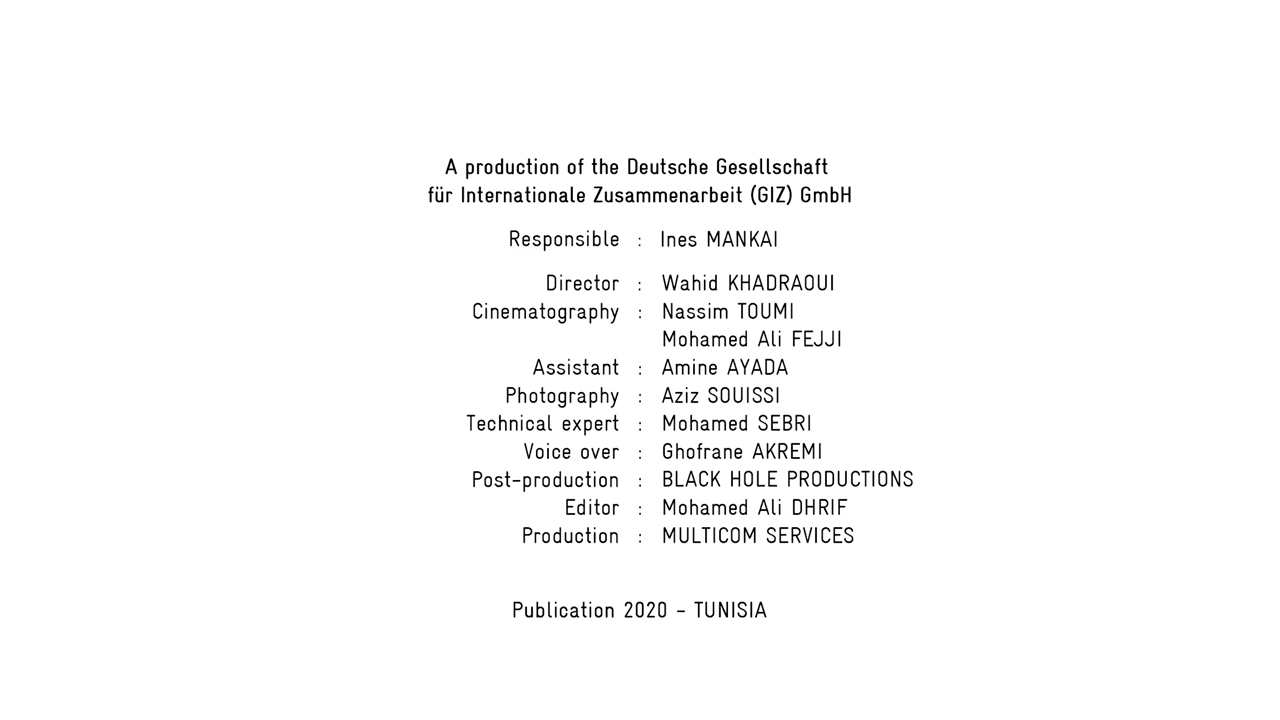 A production of the Deutsche Gesellschaft
für Internationale Zusammenarbeit (GIZ) GmbH
Responsible : Ines MANKAI
Director : Wahid KHADRAOUI
Cinematography : Nassim TOUMI
Mohamed Ali FEJJI
Assistant : Amine AYADA
Photography : Aziz SOUISSI
Technical expert : Mohamed SEBRI
Voice over : Ghofrane AKREMI
Post-production : BLACK HOLE PRODUCTIONS
Editor : Mohamed Ali DHRIF
Production : MULTICOM SERVICES
Publication 2020 - TUNISIA